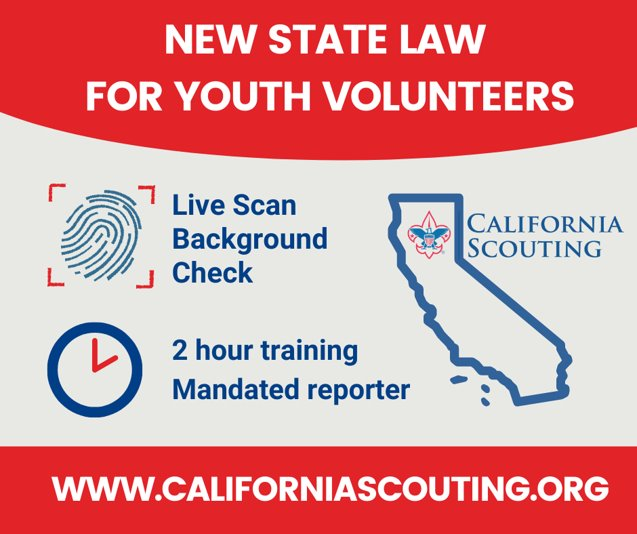 NEW STATE LAW
FOR YOUTH VOLUNTEERS
Live Scan
Background
Check
CALIFORNIA
SCOUTING
2 hour training
Mandated reporter
WWW.CALIFORNIASCOUTING.ORG